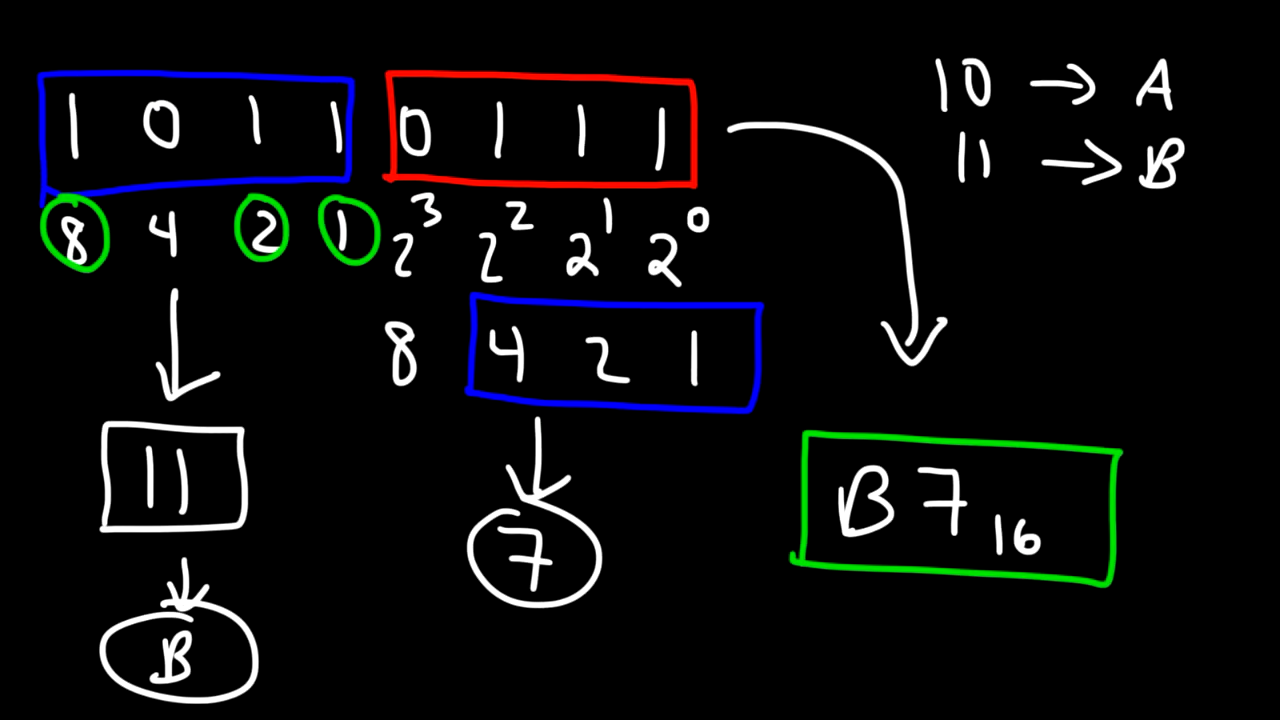 1 0 1 1 0 1 1 1
10 → A
11 → B
8 4 2 1 2³ 2² 2¹ 2⁰
8 4 2 1
11
7
B7₁₆
B